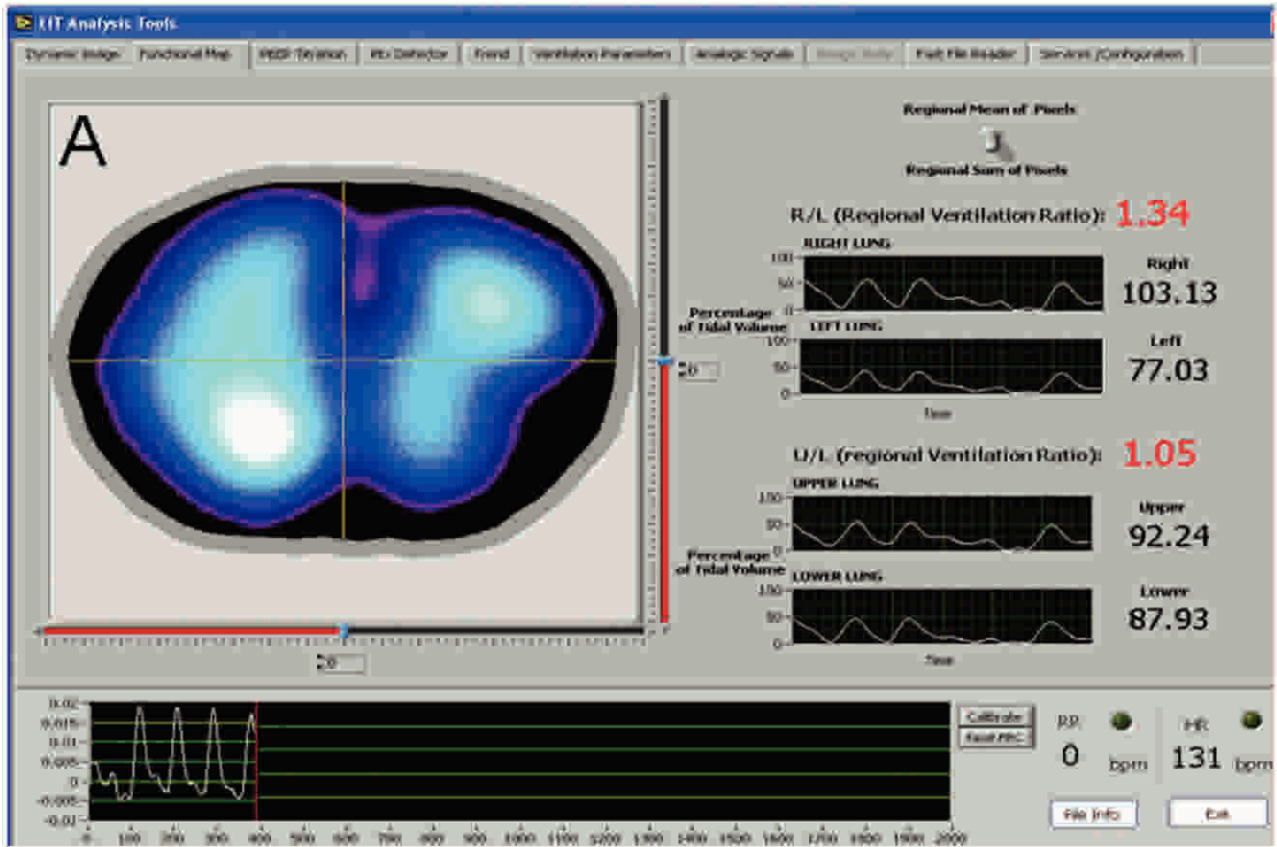 EIT Analysis Tools
Dynamic Image Functional Map PEEP Titration PTx Detector Trend Ventilation Parameters Analogic Signals Fast File Reader Services /Configuration
A
Regional Mean of Pixels
Regional Sum of Pixels
R/L (Regional Ventilation Ratio): 1.34
RIGHT LUNG
100
50
0
Right
103.13
Percentage
of Tidal Volume
LEFT LUNG
100
50
0
Left
77.03
Time
U/L (regional Ventilation Ratio): 1.05
UPPER LUNG
100
50
0
Upper
92.24
Percentage
of Tidal Volume
LOWER LUNG
100
50
0
Lower
87.93
Time
0
0
0.02
0.015
0.01
0.005
0
-0.005
-0.01
0 100 200 300 400 500 600 700 800 900 1000 1100 1200 1300 1400 1500 1600 1700 1800 1900 2000
Calibrate
0 bpm
HR
131 bpm
File Info
Exit